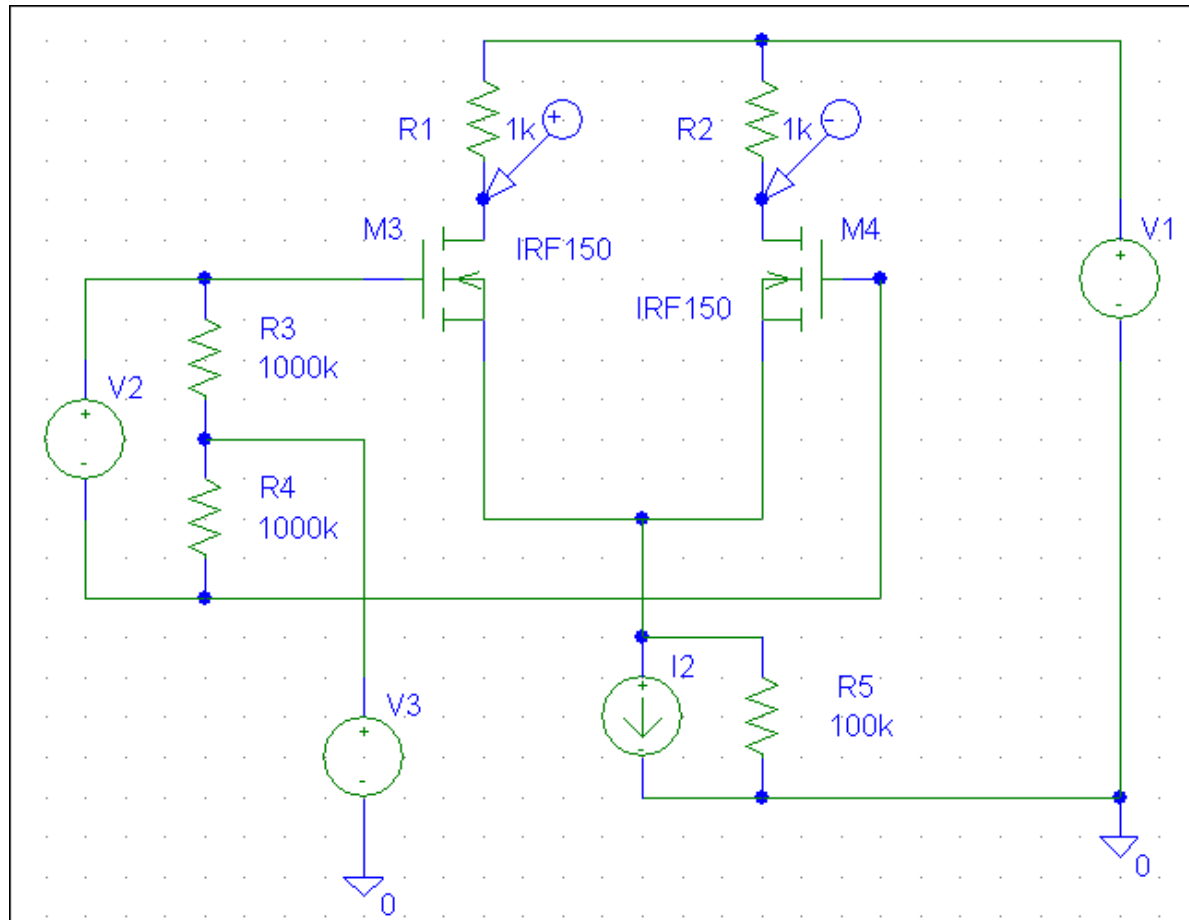 R1
1k
+
R2
1k
-
M3
IRF150
M4
IRF150
V1
+
-
R3
1000k
V2
+
-
R4
1000k
V3
+
-
0
I2
+
-
R5
100k
0